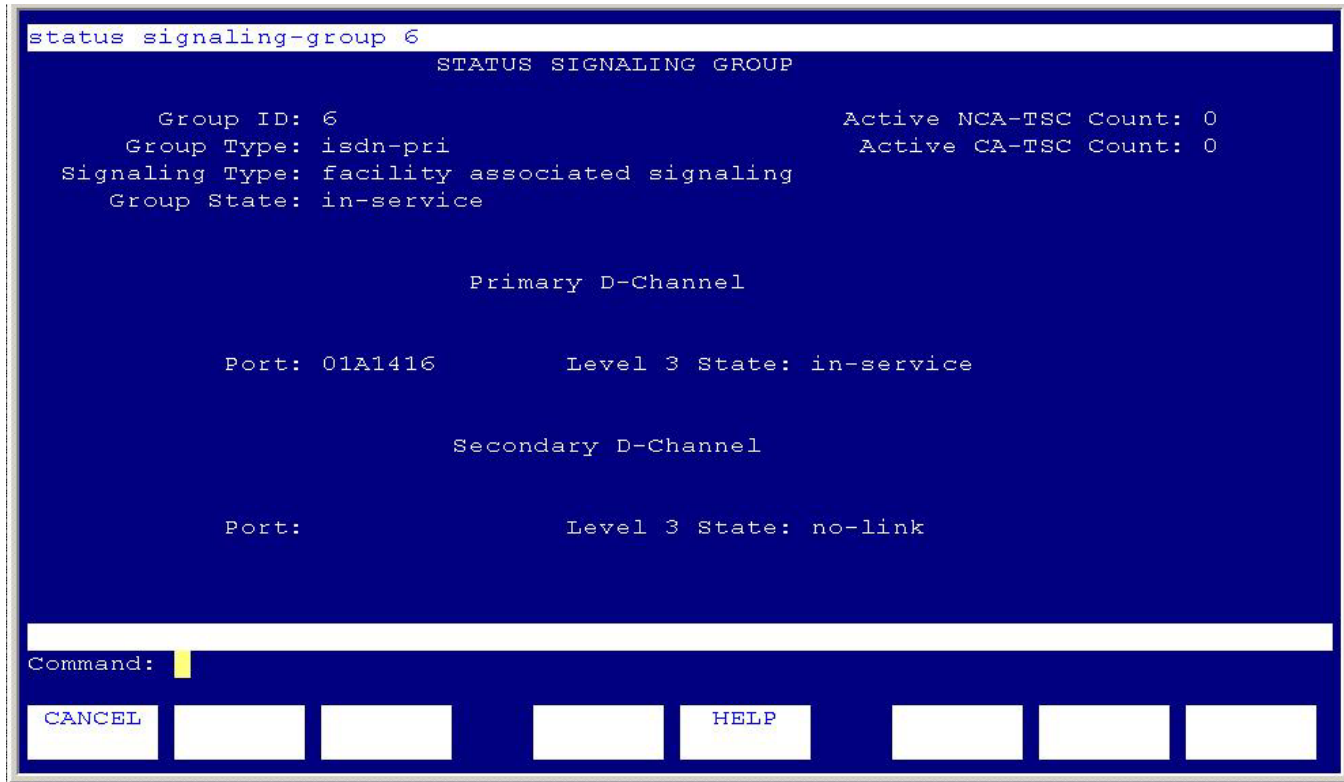 status signaling-group 6
STATUS SIGNALING GROUP
Group ID: 6 Active NCA-TSC Count: 0
Group Type: isdn-pri Active CA-TSC Count: 0
Signaling Type: facility associated signaling
Group State: in-service
Primary D-Channel
Port: 01A1416 Level 3 State: in-service
Secondary D-Channel
Port: Level 3 State: no-link
Command:
CANCEL HELP